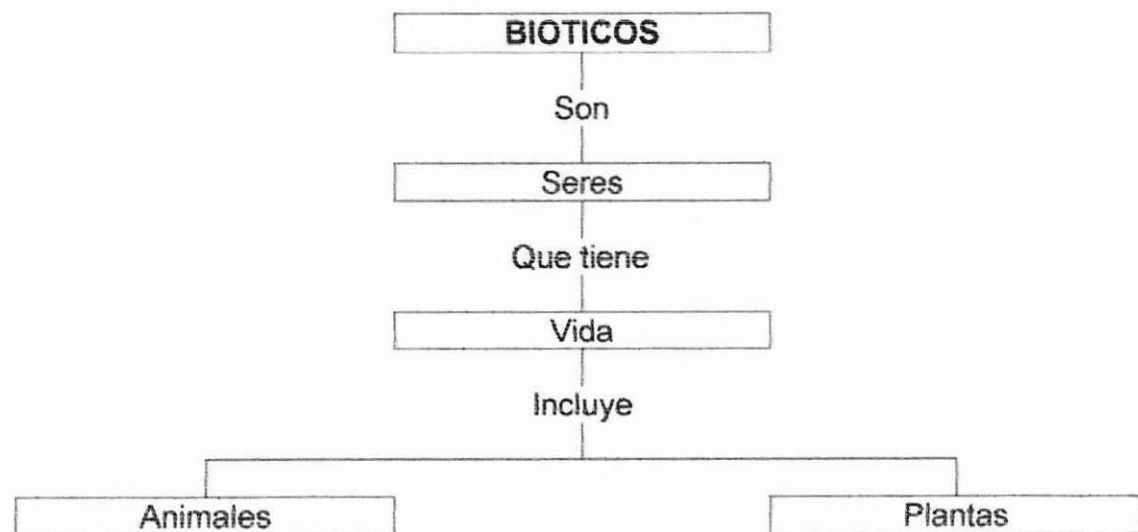 BIOTICOS
Son
Seres
Que tiene
Vida
Incluye
Animales
Plantas